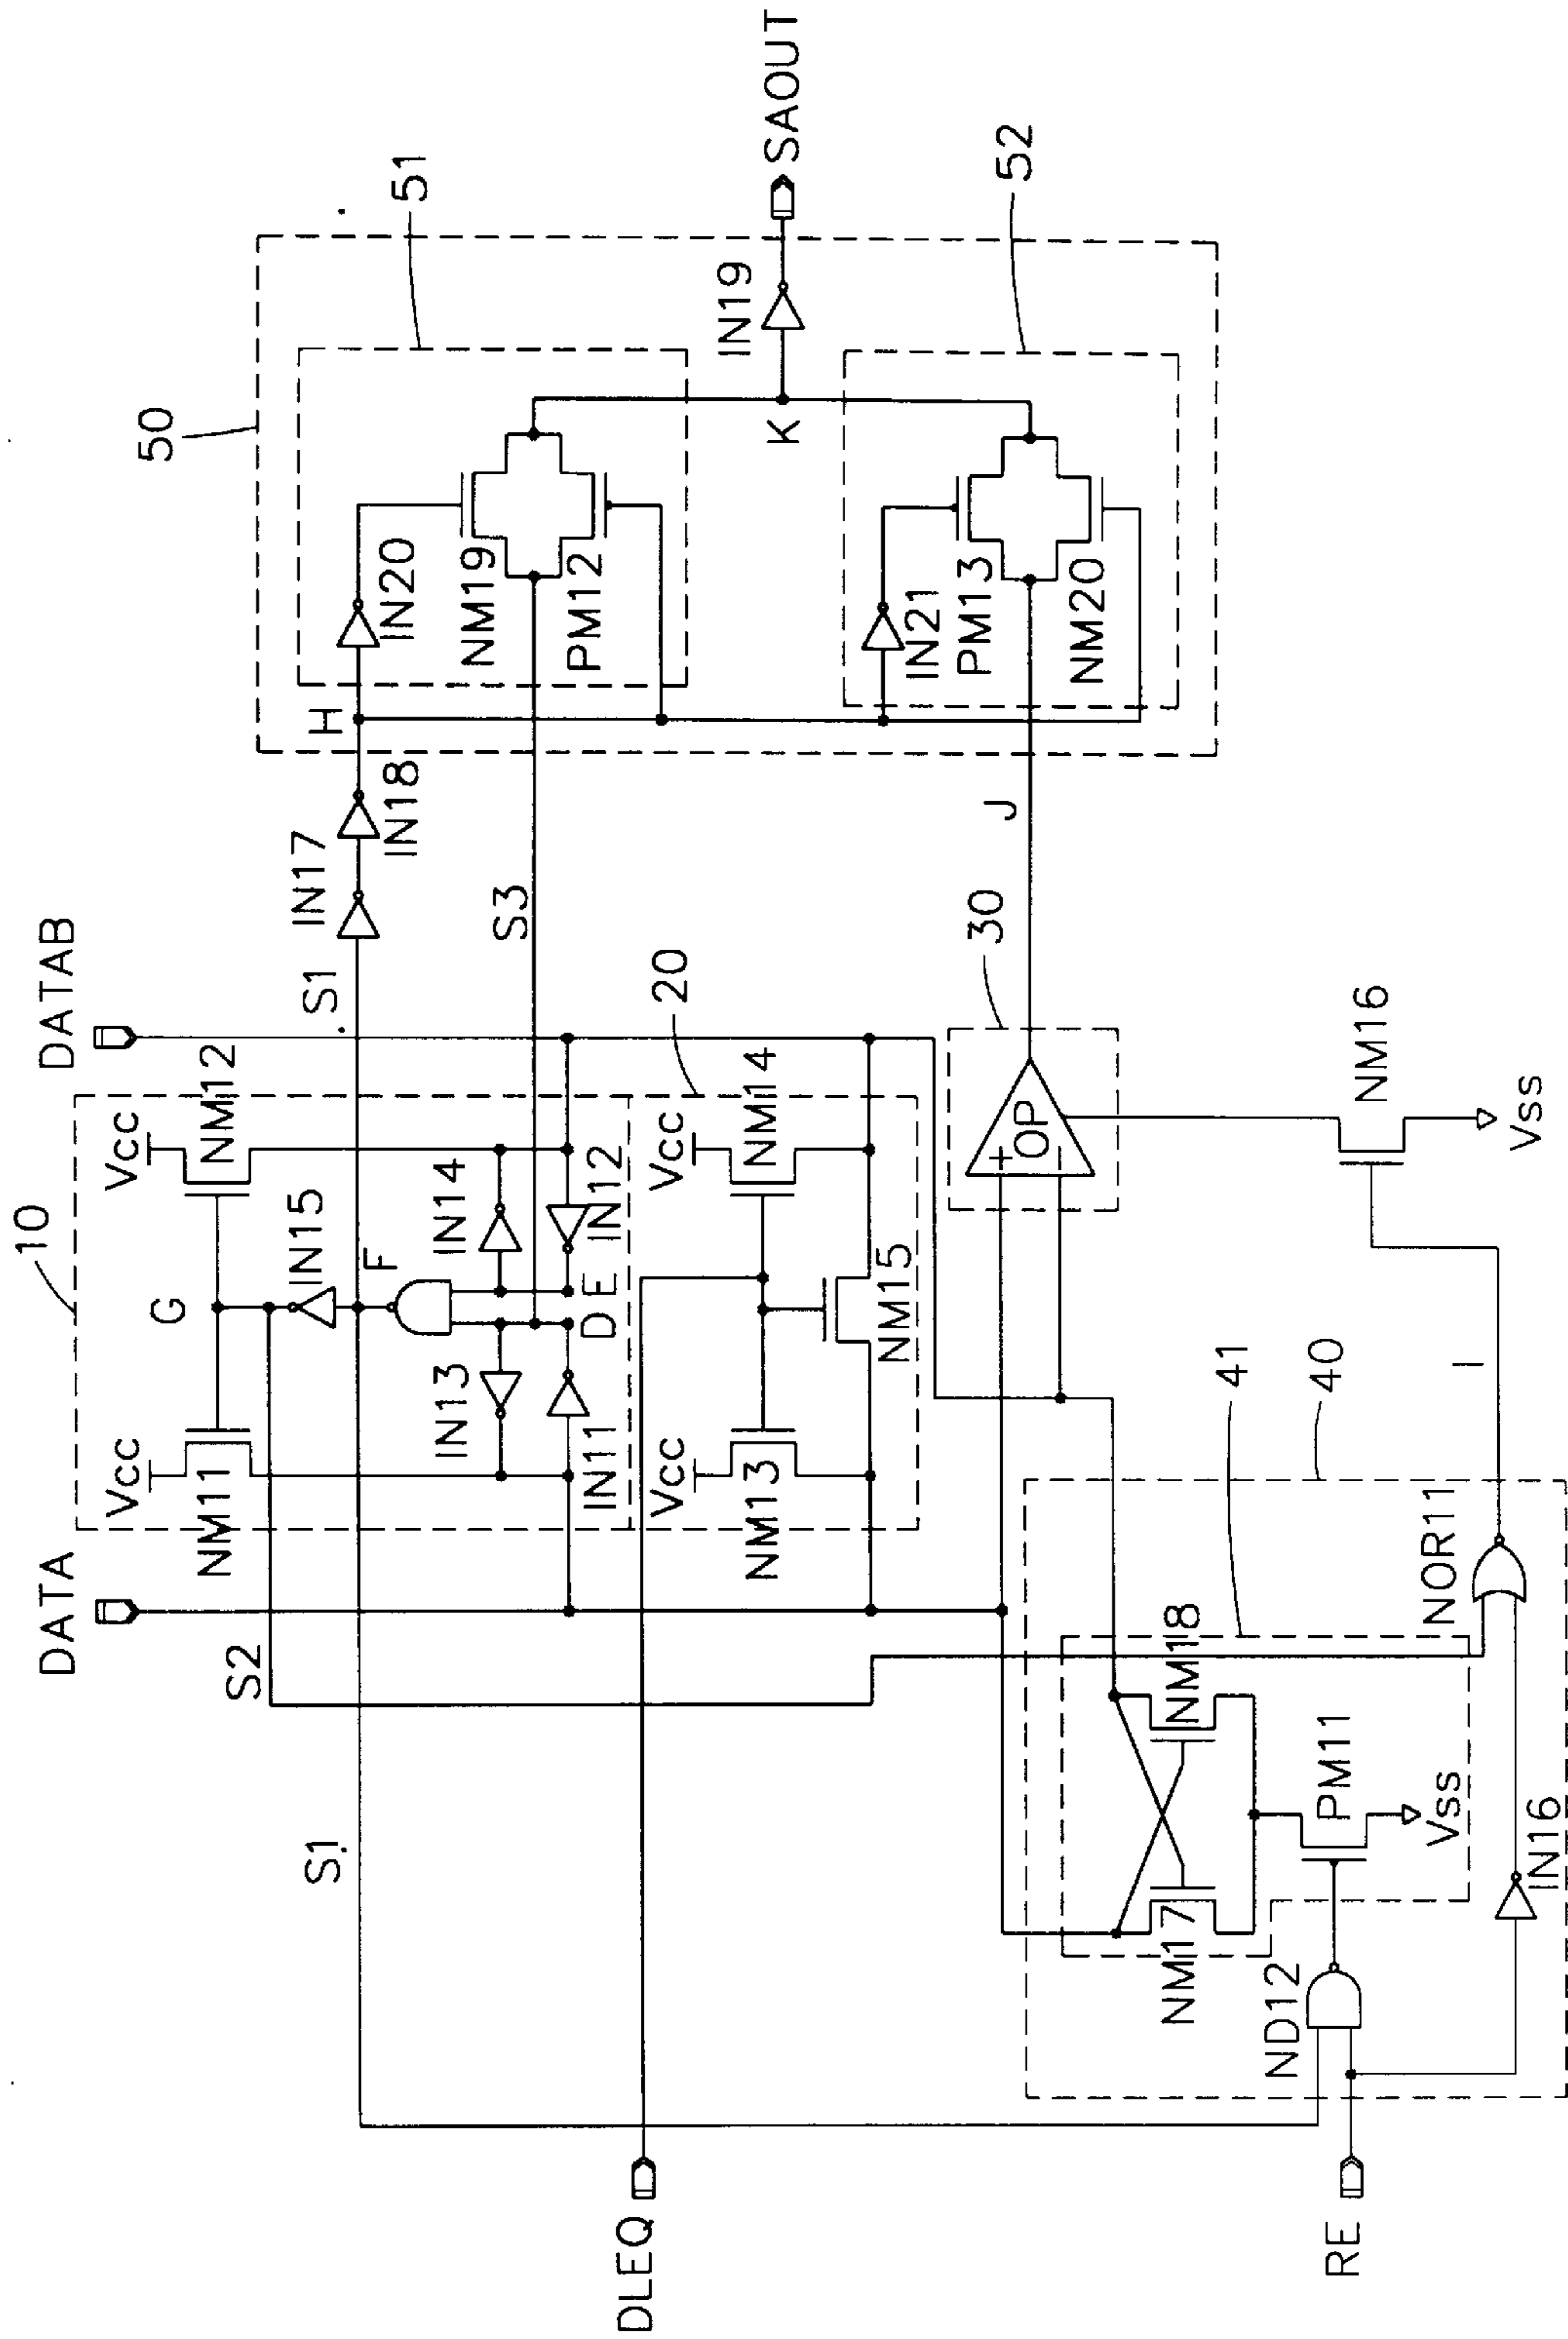 50
51
IN19
SAOUT
52
K
IN20
NM19
PM12
IN21
PM13
NM20
H
IN17
IN18
J
S3
30
DATAB
S1
20
10
Vcc
NM12
IN15
G
F
IN14
IN12
E
D
IN13
IN11
Vcc
NM11
Vcc
NM14
NM15
Vcc
NM13
+
OP
−
NM16
Vss
DATA
S2
41
40
I
NOR11
NM18
NM17
PM11
Vss
IN16
ND12
S1
DLEQ
RE